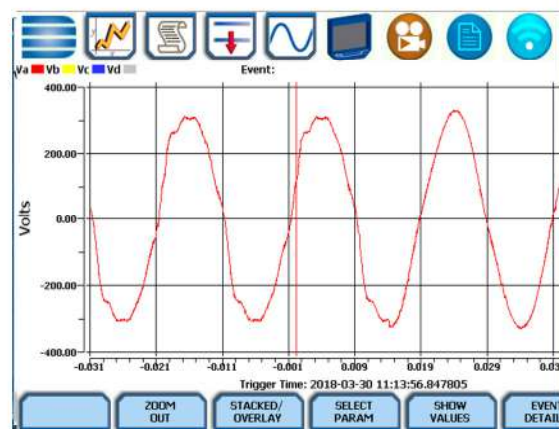 Va Vb Vc Vd Event:
400.00
200.00
0.00
-200.00
-400.00
Volts
-0.031 -0.021 -0.011 -0.001 0.009 0.019 0.029
Trigger Time: 2018-03-30 11:13:56.847805
ZOOM OUT
STACKED/ OVERLAY
SELECT PARAM
SHOW VALUES
EVENT